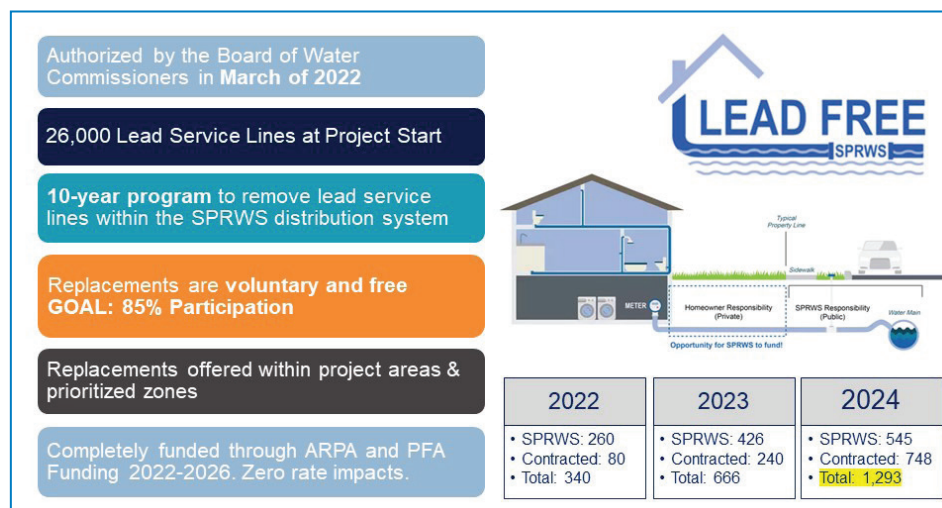 Authorized by the Board of Water
Commissioners in March of 2022
26,000 Lead Service Lines at Project Start
10-year program to remove lead service
lines within the SPRWS distribution system
Replacements are voluntary and free
GOAL: 85% Participation
Replacements offered within project areas &
prioritized zones
Completely funded through ARPA and PFA
Funding 2022-2026. Zero rate impacts.
LEAD FREE
SPRWS
Typical
Property Line
Sidewalk
METER
Homeowner Responsibility
(Private)
SPRWS Responsibility
(Public)
Water Main
Opportunity for SPRWS to fund!
2022
• SPRWS: 260
• Contracted: 80
• Total: 340
2023
• SPRWS: 426
• Contracted: 240
• Total: 666
2024
• SPRWS: 545
• Contracted: 748
• Total: 1,293